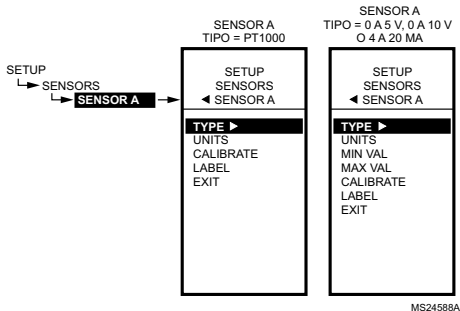 SENSOR A
TIPO = PT1000
SENSOR A
TIPO = 0 A 5 V, 0 A 10 V
O 4 A 20 MA
SETUP
SENSORS
SENSOR A
SETUP
SENSORS
◄ SENSOR A
TYPE ►
UNITS
CALIBRATE
LABEL
EXIT
SETUP
SENSORS
◄ SENSOR A
TYPE ►
UNITS
MIN VAL
MAX VAL
CALIBRATE
LABEL
EXIT
MS24588A